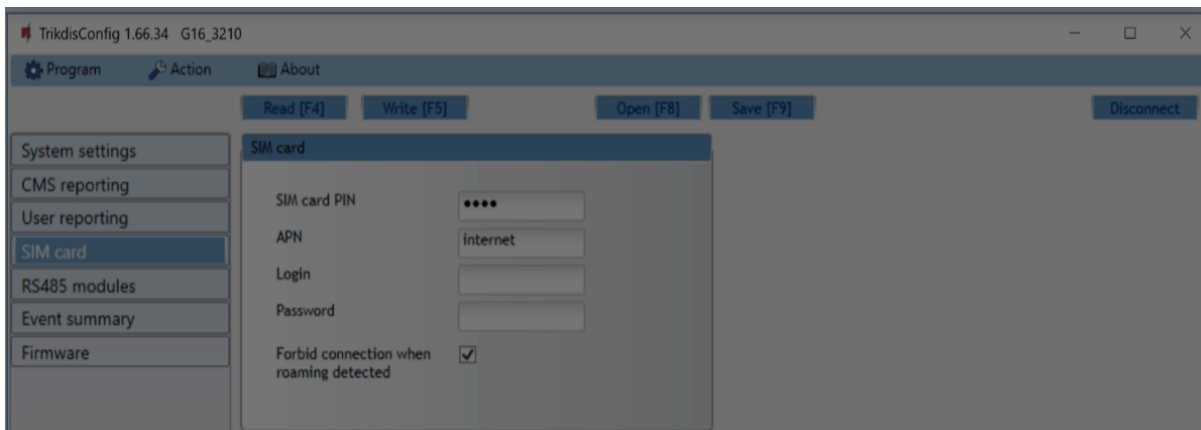 TrikdisConfig 1.66.34 G16_3210
Program Action About
Read [F4] Write [F5] Open [F8] Save [F9] Disconnect
System settings
CMS reporting
User reporting
SIM card
RS485 modules
Event summary
Firmware
SIM card
SIM card PIN ••••
APN internet
Login
Password
Forbid connection when
roaming detected